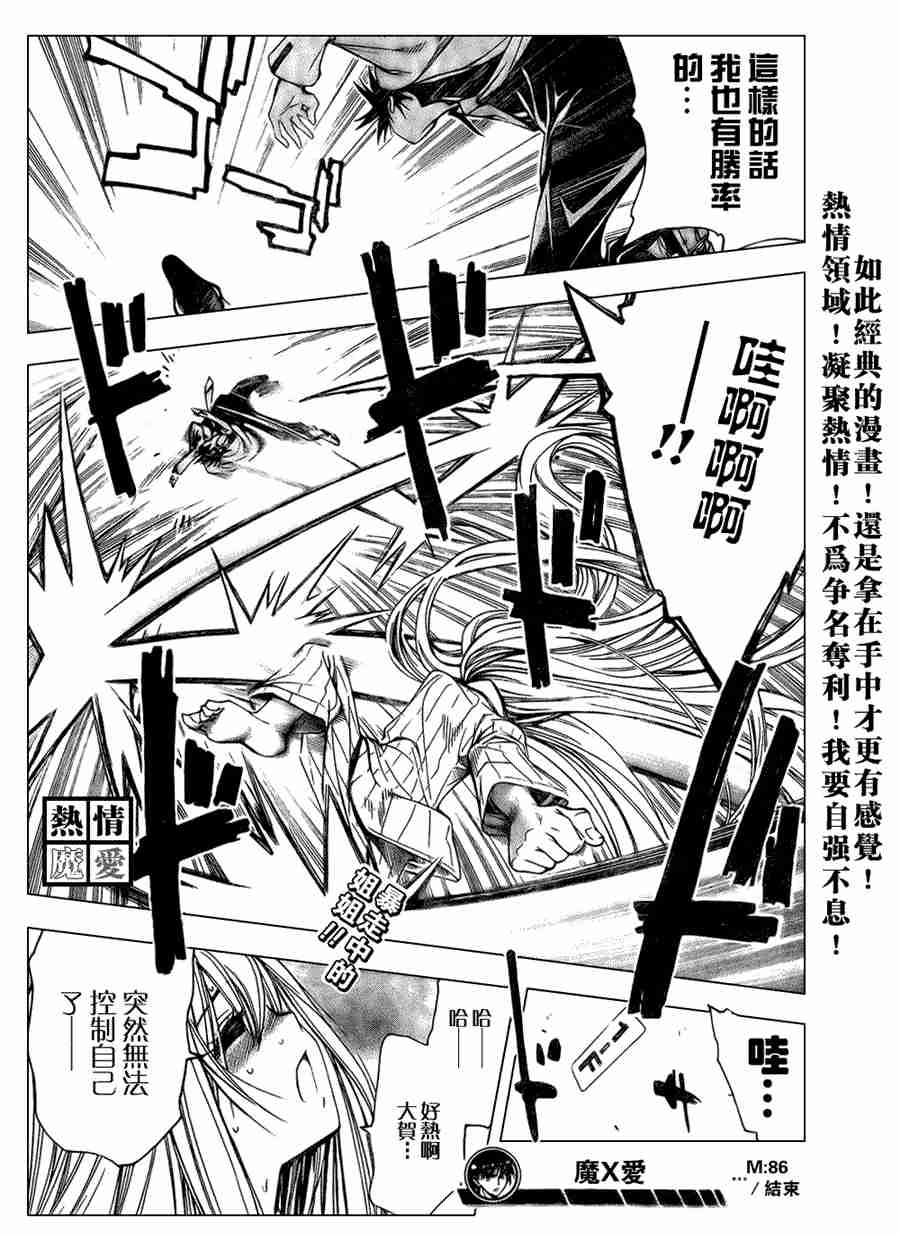 這樣的話
我也有勝率
的…
哇啊啊啊
——!!
ド
ド
ド
ド
熱情
魔愛
暴走中的
姐姐!!
哇…
1-F
哈——
哈——
好熱啊
大賀…
突然無法
控制自己
了——
魔X愛
M:86
…/結束
如此經典的漫畫！還是拿在手中才更有感覺！
熱情領域！凝聚熱情！不爲争名奪利！我要自强不息！